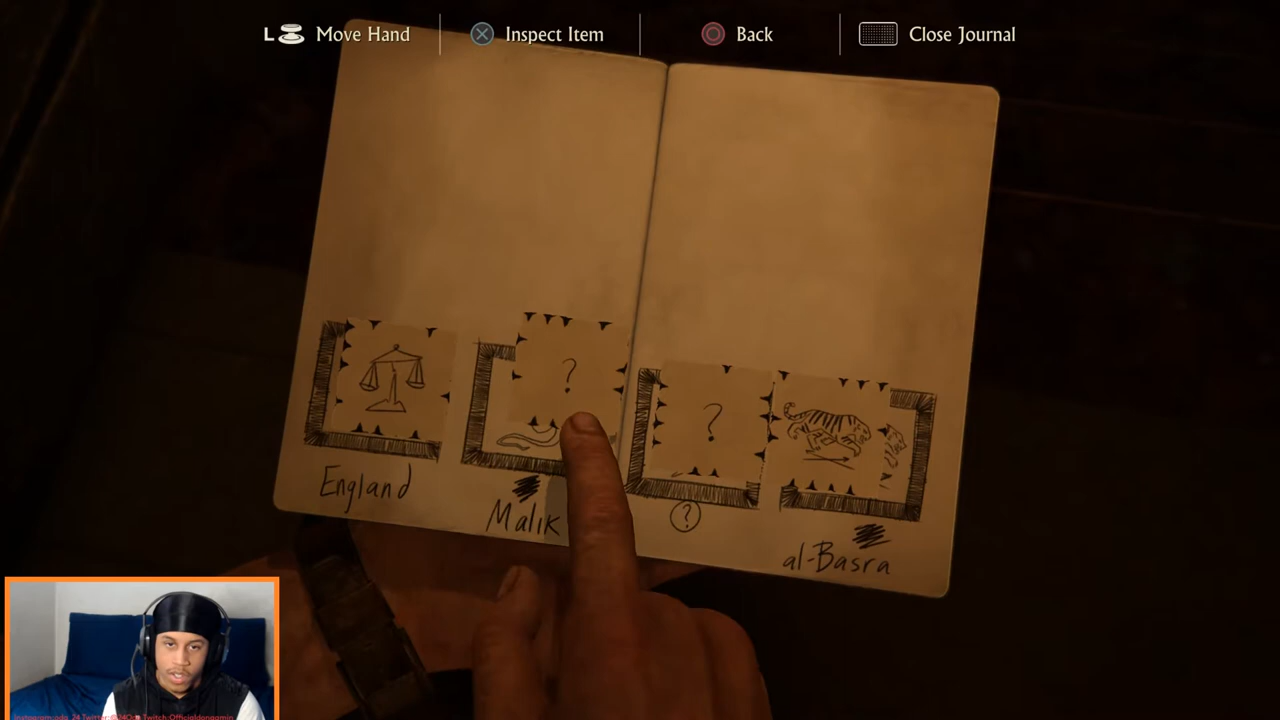 L Move Hand
Inspect Item
Back
Close Journal
?
?
England
Malik
?
al-Basra